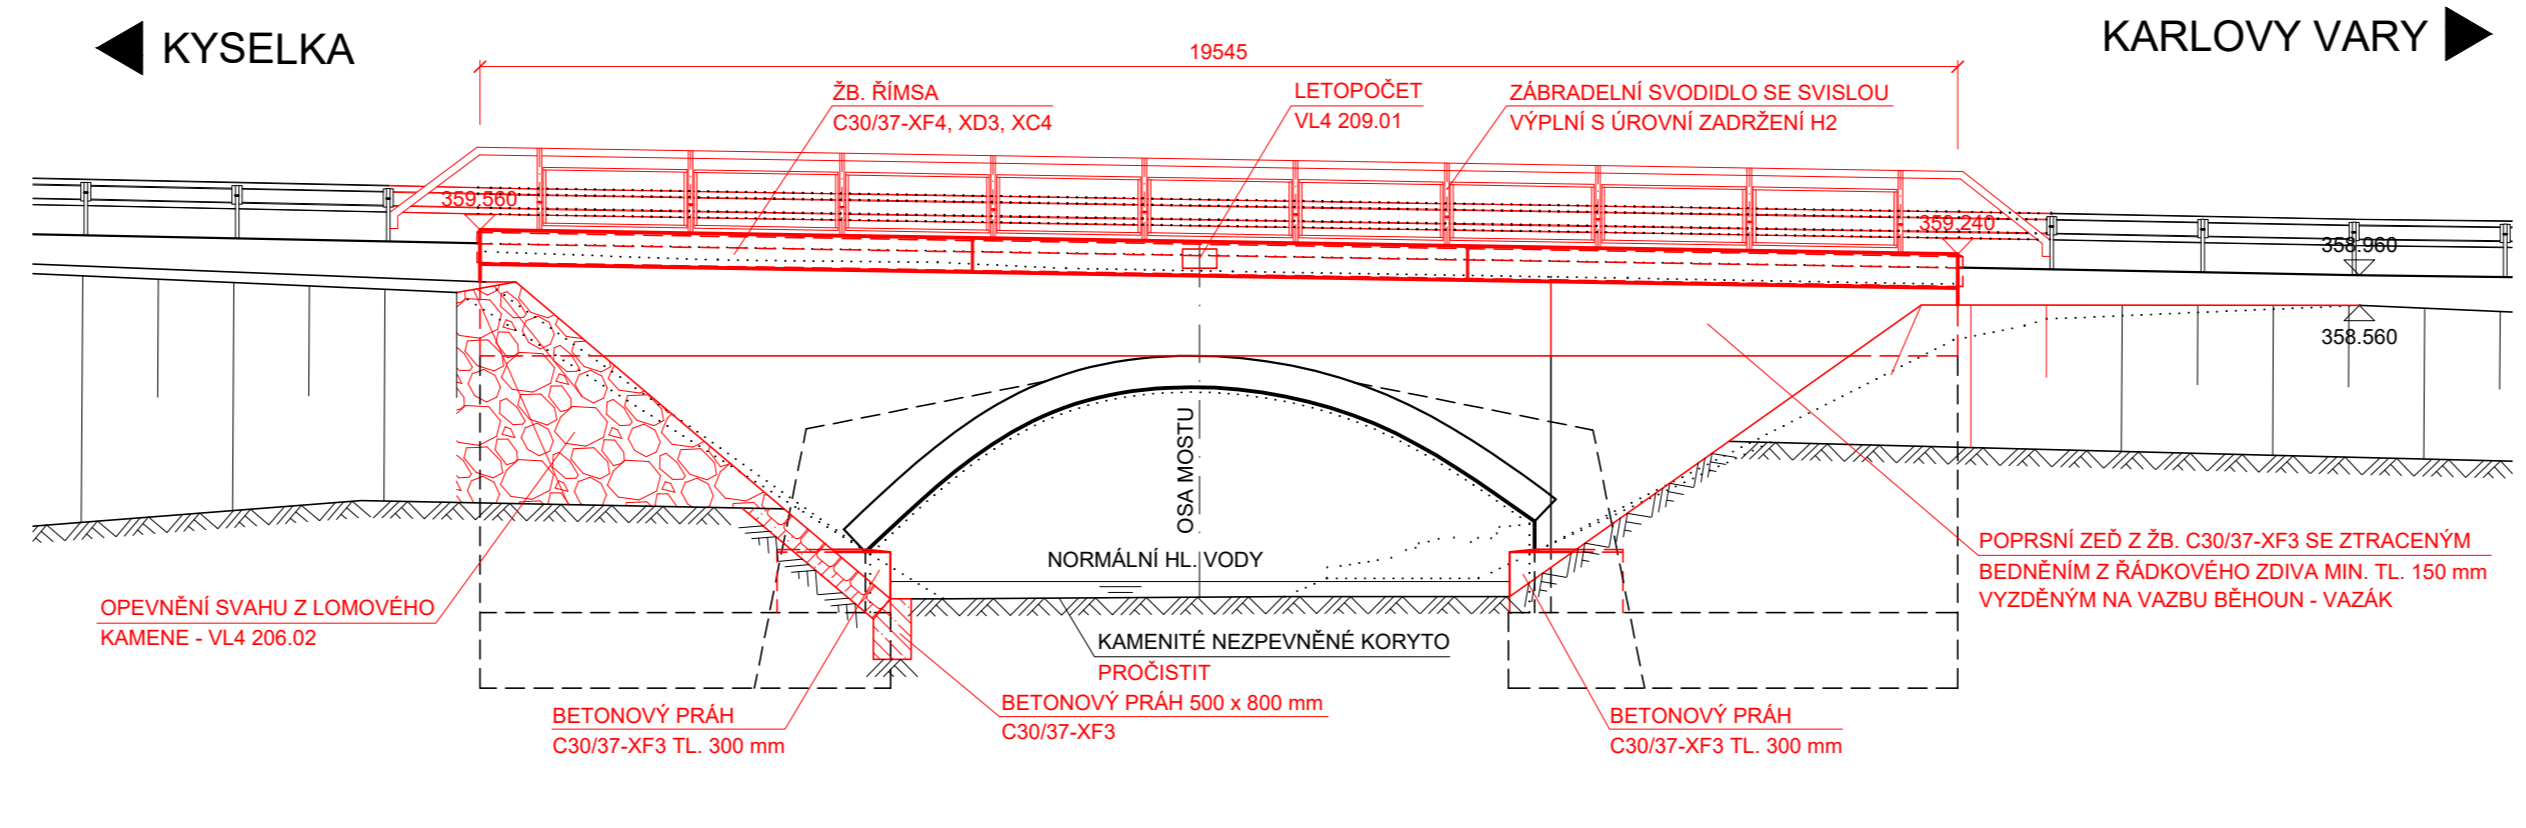 KYSELKA
KARLOVY VARY
19545
ŽB. ŘÍMSA
C30/37-XF4, XD3, XC4
LETOPOČET
VL4 209.01
ZÁBRADELNÍ SVODIDLO SE SVISLOU
VÝPLNÍ S ÚROVNÍ ZADRŽENÍ H2
359.560
359.240
358.960
358.560
OSA MOSTU
NORMÁLNÍ HL. VODY
OPEVNĚNÍ SVAHU Z LOMOVÉHO
KAMENE - VL4 206.02
KAMENITÉ NEZPEVNĚNÉ KORYTO
PROČISTIT
POPRSNÍ ZEĎ Z ŽB. C30/37-XF3 SE ZTRACENÝM
BEDNĚNÍM Z ŘÁDKOVÉHO ZDIVA MIN. TL. 150 mm
VYZDĚNÝM NA VAZBU BĚHOUN - VAZÁK
BETONOVÝ PRÁH
C30/37-XF3 TL. 300 mm
BETONOVÝ PRÁH 500 x 800 mm
C30/37-XF3
BETONOVÝ PRÁH
C30/37-XF3 TL. 300 mm